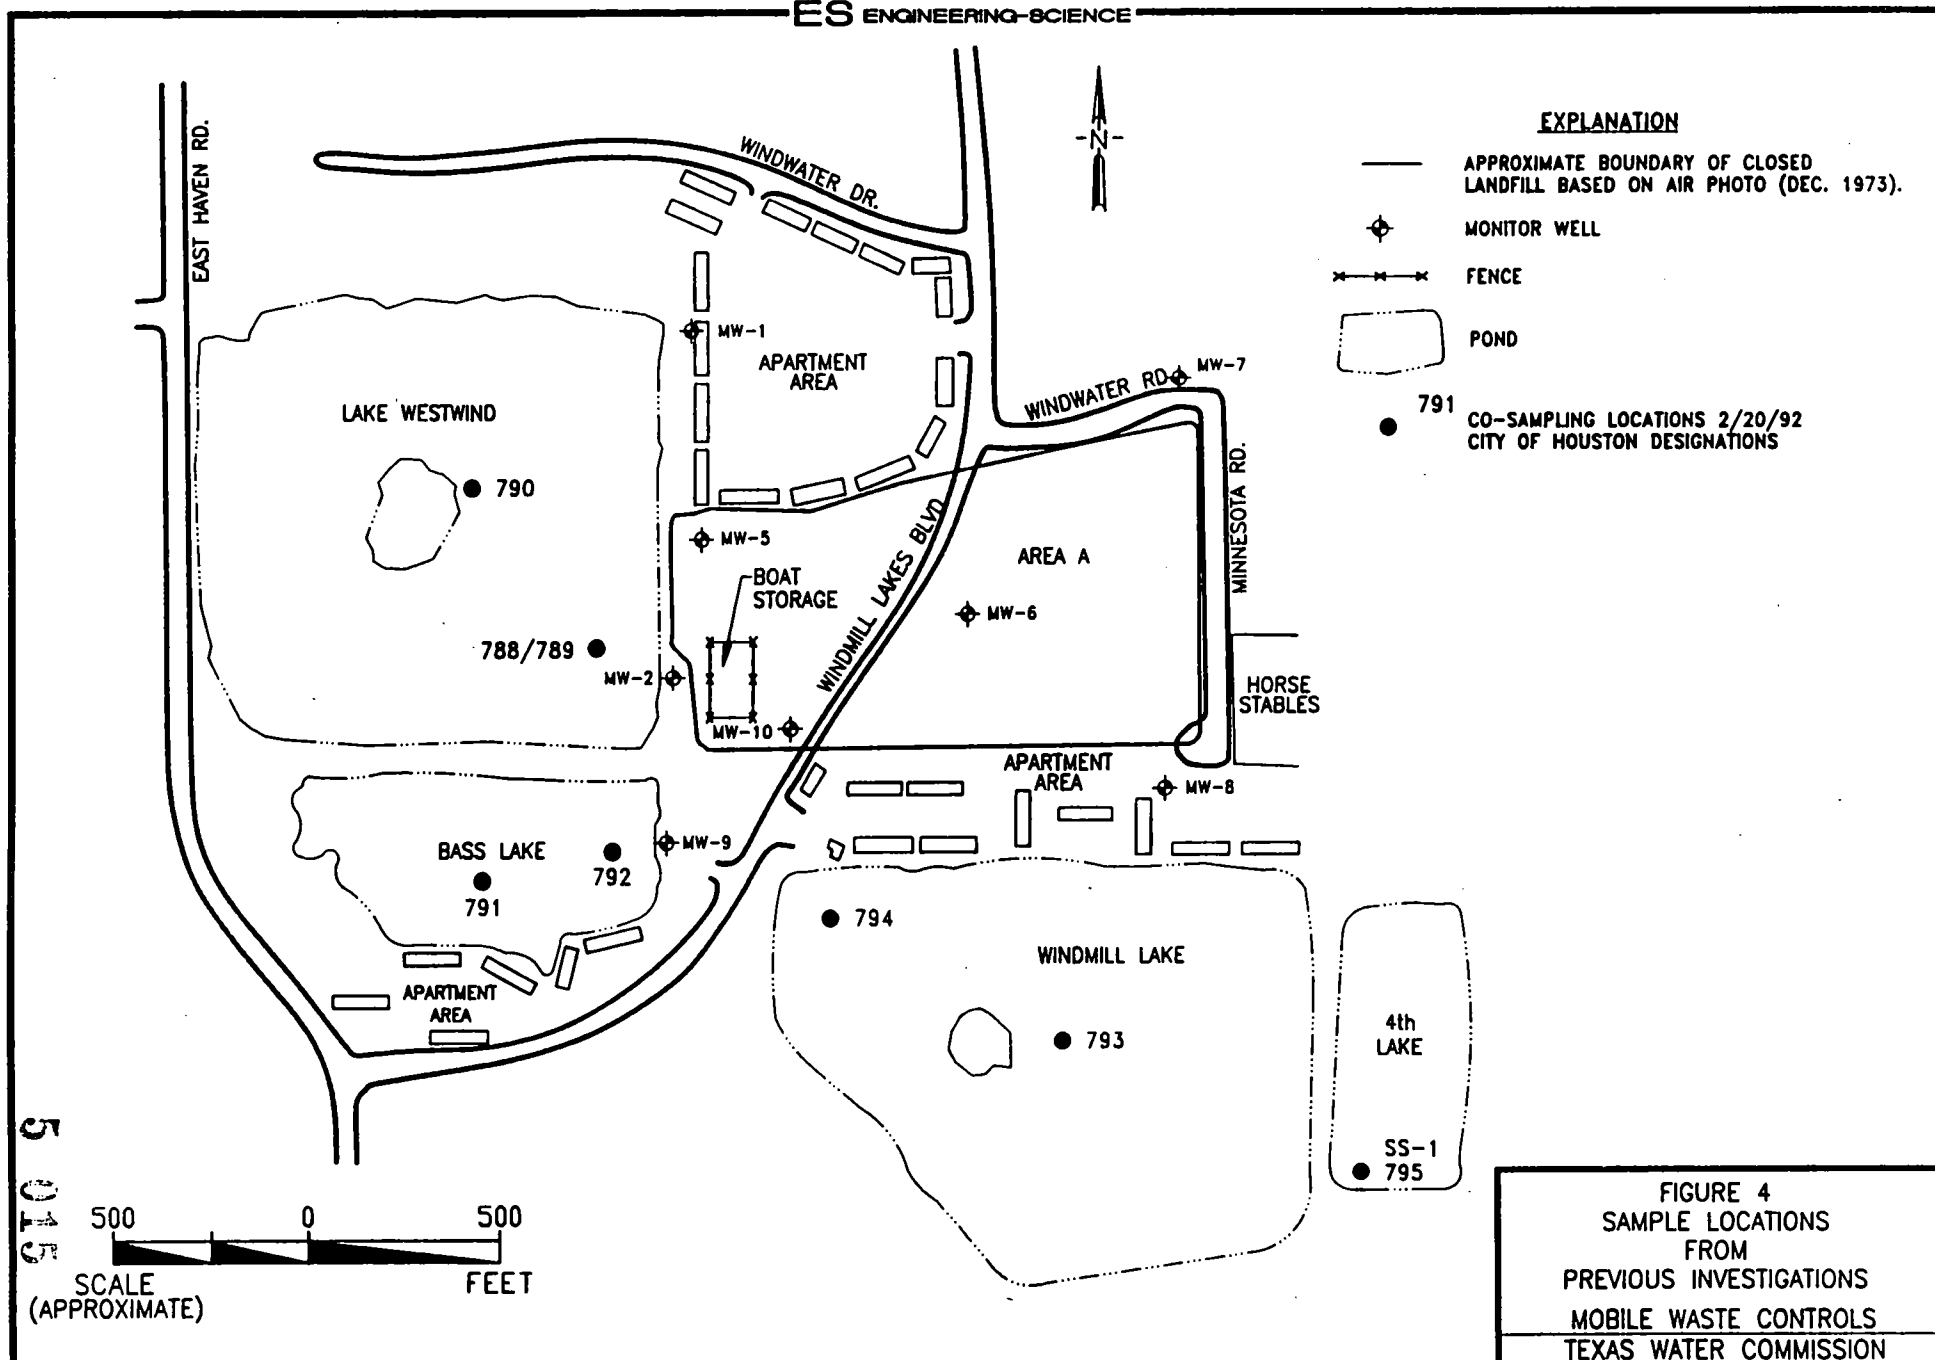 ES ENGINEERING-SCIENCE
EAST HAVEN RD.
WINDWATER DR.
N
EXPLANATION
APPROXIMATE BOUNDARY OF CLOSED
LANDFILL BASED ON AIR PHOTO (DEC. 1973).
MONITOR WELL
FENCE
POND
791
CO-SAMPLING LOCATIONS 2/20/92
CITY OF HOUSTON DESIGNATIONS
MW-1
APARTMENT
AREA
WINDWATER RD.
MW-7
LAKE WESTWIND
790
MINNESOTA RD.
MW-5
WINDMILL LAKES BLVD
AREA A
BOAT
STORAGE
MW-6
788/789
MW-2
HORSE
STABLES
MW-10
APARTMENT
AREA
MW-8
BASS LAKE
MW-9
792
791
794
WINDMILL LAKE
APARTMENT
AREA
793
4th
LAKE
SS-1
795
5 015
500 0 500
SCALE FEET
(APPROXIMATE)
FIGURE 4
SAMPLE LOCATIONS
FROM
PREVIOUS INVESTIGATIONS
MOBILE WASTE CONTROLS
TEXAS WATER COMMISSION